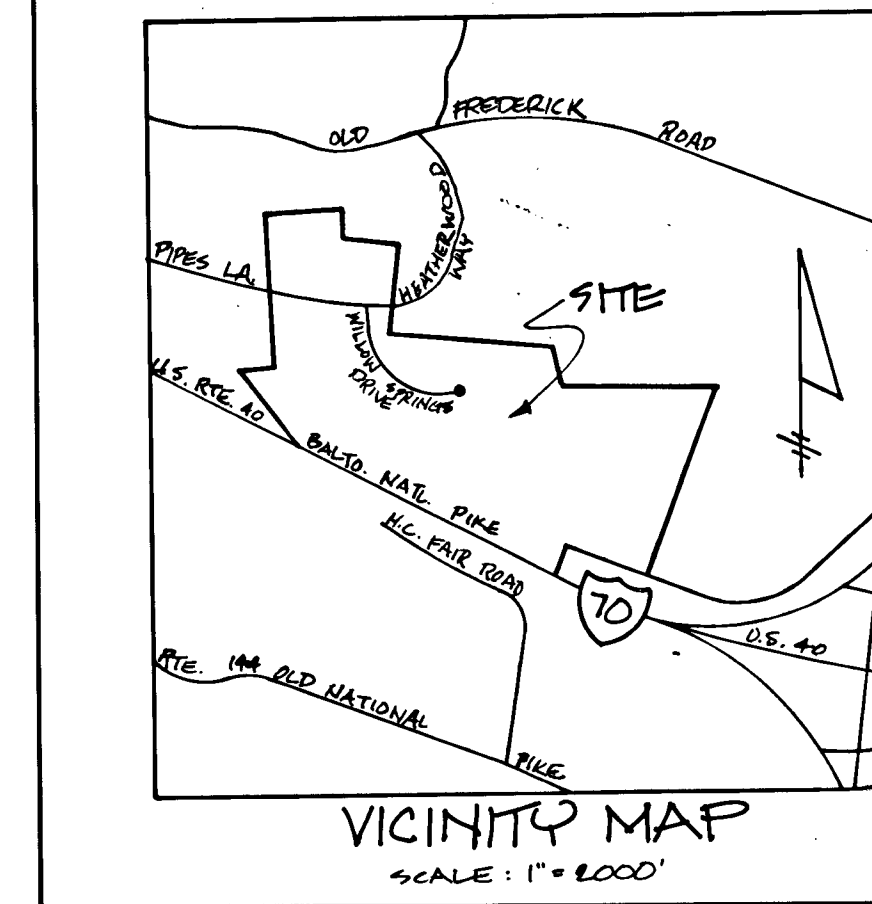 OLD FREDERICK ROAD
HEATHERWOOD WAY
PIPES LA.
SITE
WILLOW SPRINGS DRIVE
U.S. RTE. 40
BALTO. NATL. PIKE
H.C. FAIR ROAD
70
U.S. 40
RTE. 144 OLD NATIONAL PIKE
VICINITY MAP
SCALE : 1" = 2000'